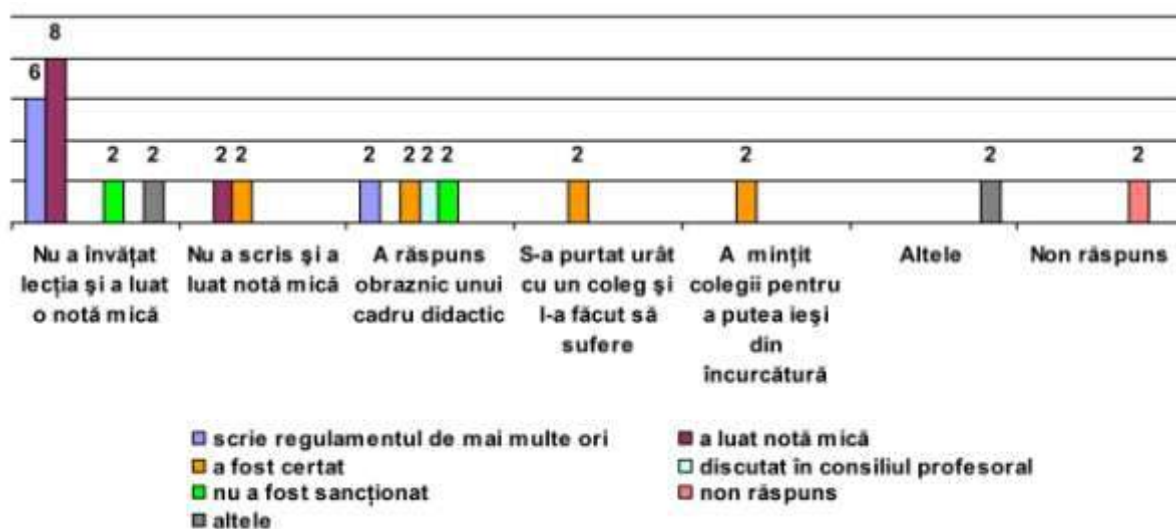 8
6
2 2 2 2 2 2 2 2 2 2 2 2
Nu a învățat
lecția și a luat
o notă mică
Nu a scris și a
luat notă mică
A răspuns
obraznic unui
cadru didactic
S-a purtat urât
cu un coleg și
l-a făcut să
sufere
A mințit
colegii pentru
a putea ieși
din
încurcătură
Altele
Non răspuns
scrie regulamentul de mai multe ori
a luat notă mică
a fost certat
discutat în consiliul profesoral
nu a fost sancționat
non răspuns
altele